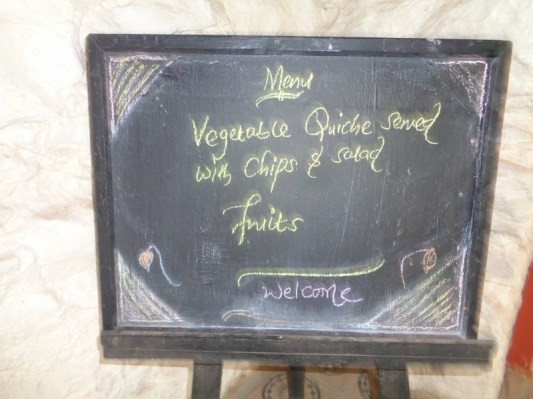 Menu
Vegetable Quiche served
with Chips & salad
Fruits
Welcome